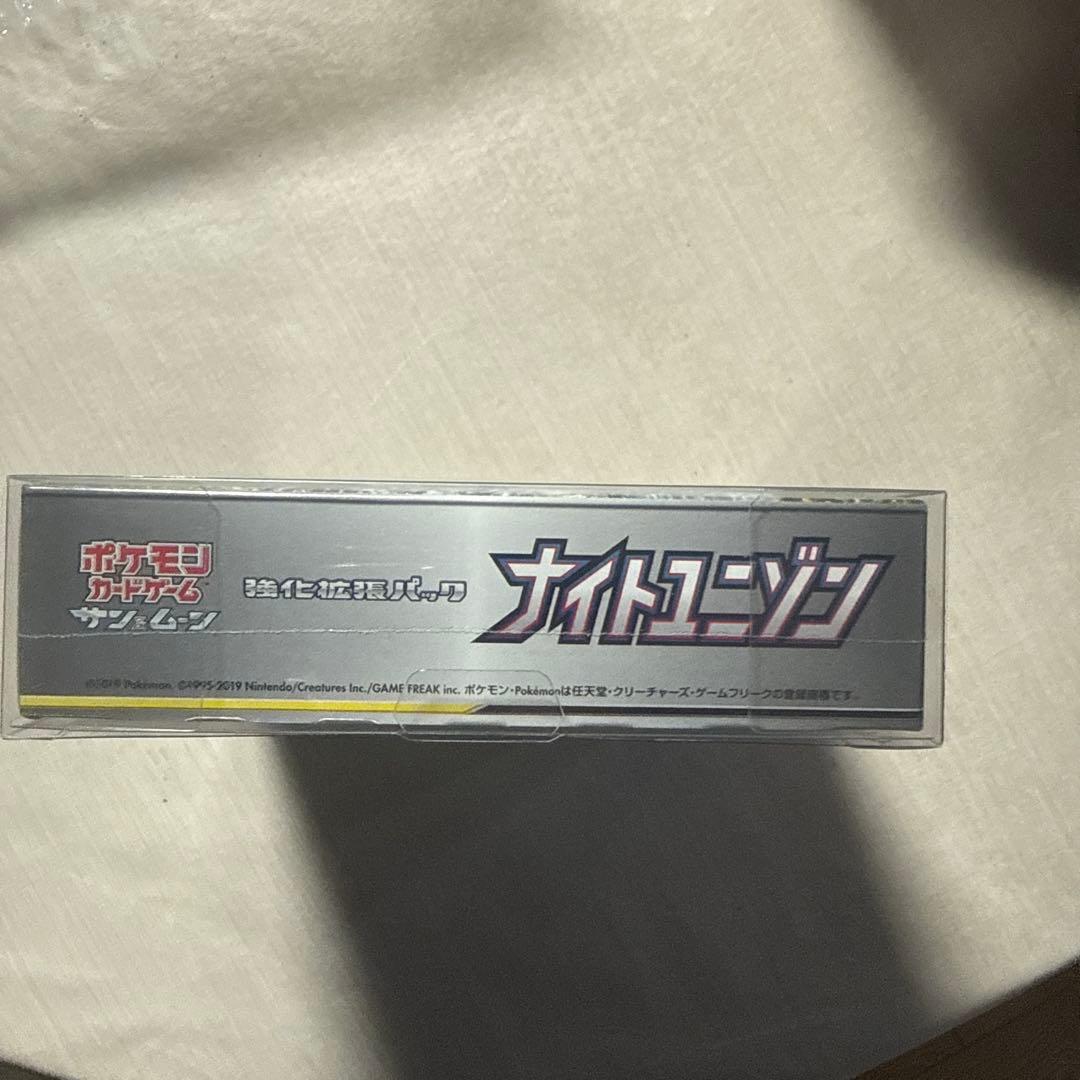 ポケモン
カードゲーム
サン&ムーン
強化拡張パック
ナイトユニゾン
©2019 Pokémon. ©1995-2019 Nintendo/Creatures Inc./GAME FREAK inc. ポケモン・Pokémonは任天堂・クリーチャーズ・ゲームフリークの登録商標です。